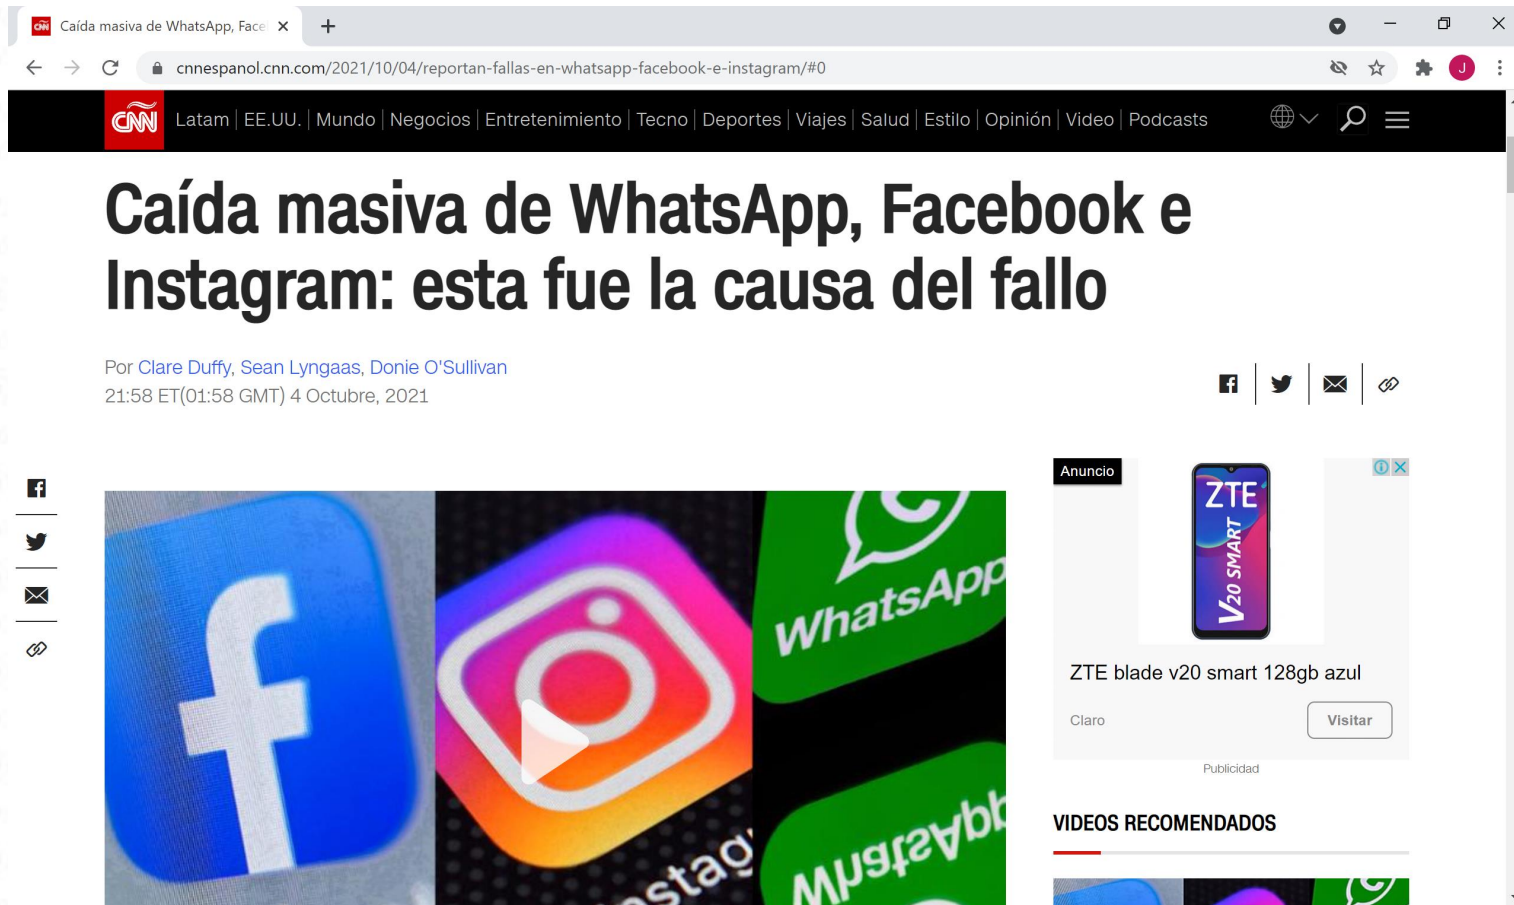 Caída masiva de WhatsApp, Face
cnnespanol.cnn.com/2021/10/04/reportan-fallas-en-whatsapp-facebook-e-instagram/#0
J
CNN
Latam | EE.UU. | Mundo | Negocios | Entretenimiento | Tecno | Deportes | Viajes | Salud | Estilo | Opinión | Video | Podcasts
Caída masiva de WhatsApp, Facebook e
Instagram: esta fue la causa del fallo
Por Clare Duffy, Sean Lyngaas, Donie O'Sullivan
21:58 ET(01:58 GMT) 4 Octubre, 2021
Anuncio
ZTE
V20 SMART
WhatsApp
ZTE blade v20 smart 128gb azul
Claro
Visitar
Publicidad
VIDEOS RECOMENDADOS
WhatsApp
stag